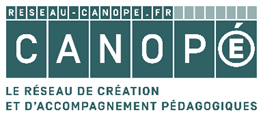 RESEAU-CANOPE.FR
CANOPÉ
LE RÉSEAU DE CRÉATION
ET D'ACCOMPAGNEMENT PÉDAGOGIQUES